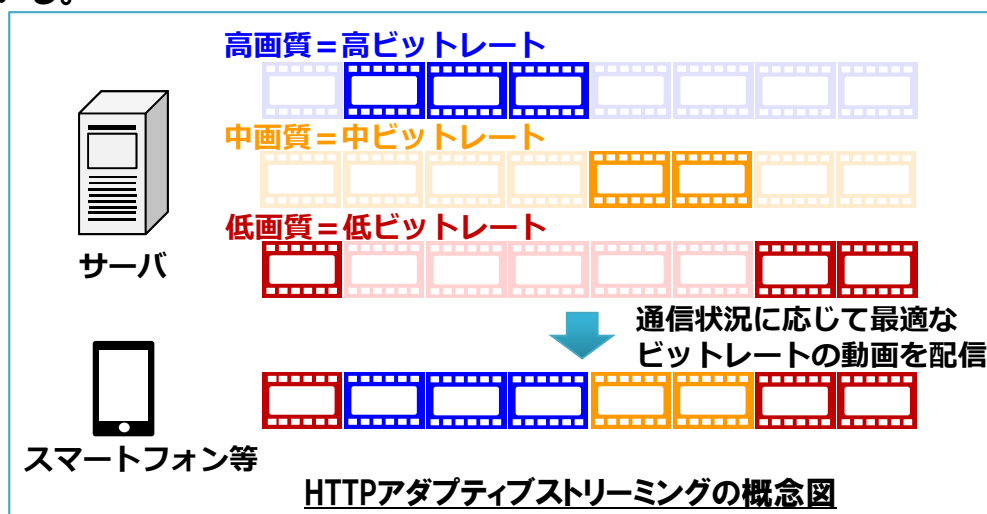 る。
高画質=高ビットレート
中画質=中ビットレート
低画質=低ビットレート
サーバ
通信状況に応じて最適な
ビットレートの動画を配信
スマートフォン等
HTTPアダプティブストリーミングの概念図